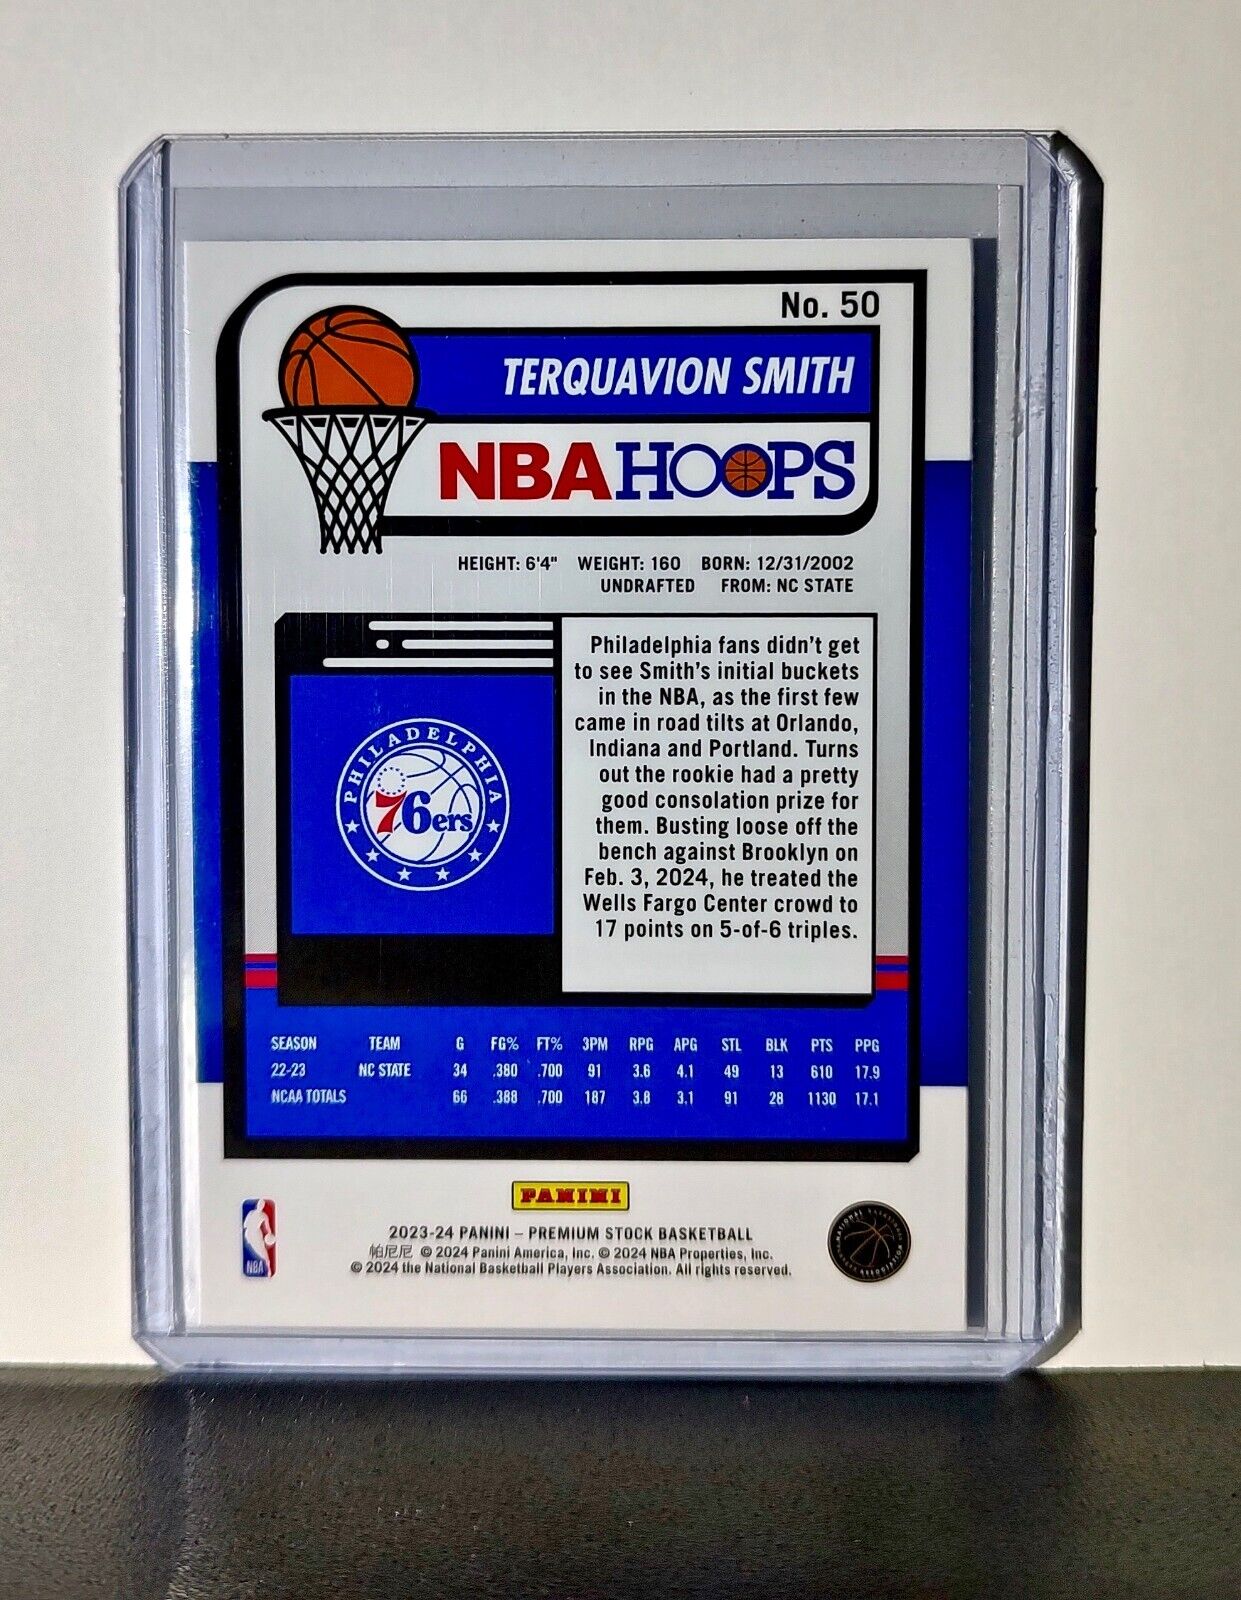 No. 50
TERQUAVION SMITH
NBA HOOPS
HEIGHT: 6'4" WEIGHT: 160 BORN: 12/31/2002
UNDRAFTED FROM: NC STATE
PHILADELPHIA
76ers
Philadelphia fans didn't get
to see Smith's initial buckets
in the NBA, as the first few
came in road tilts at Orlando,
Indiana and Portland. Turns
out the rookie had a pretty
good consolation prize for
them. Busting loose off the
bench against Brooklyn on
Feb. 3, 2024, he treated the
Wells Fargo Center crowd to
17 points on 5-of-6 triples.
SEASON TEAM G FG% FT% 3PM RPG APG STL BLK PTS PPG
22-23 NC STATE 34 .380 .700 91 3.6 4.1 49 13 610 17.9
NCAA TOTALS 66 .388 .700 187 3.8 3.1 91 28 1130 17.1
PANINI
2023-24 PANINI – PREMIUM STOCK BASKETBALL
帕尼尼 © 2024 Panini America, Inc. © 2024 NBA Properties, Inc.
© 2024 the National Basketball Players Association. All rights reserved.
NBA
NATIONAL BASKETBALL
PLAYERS ASSOCIATION